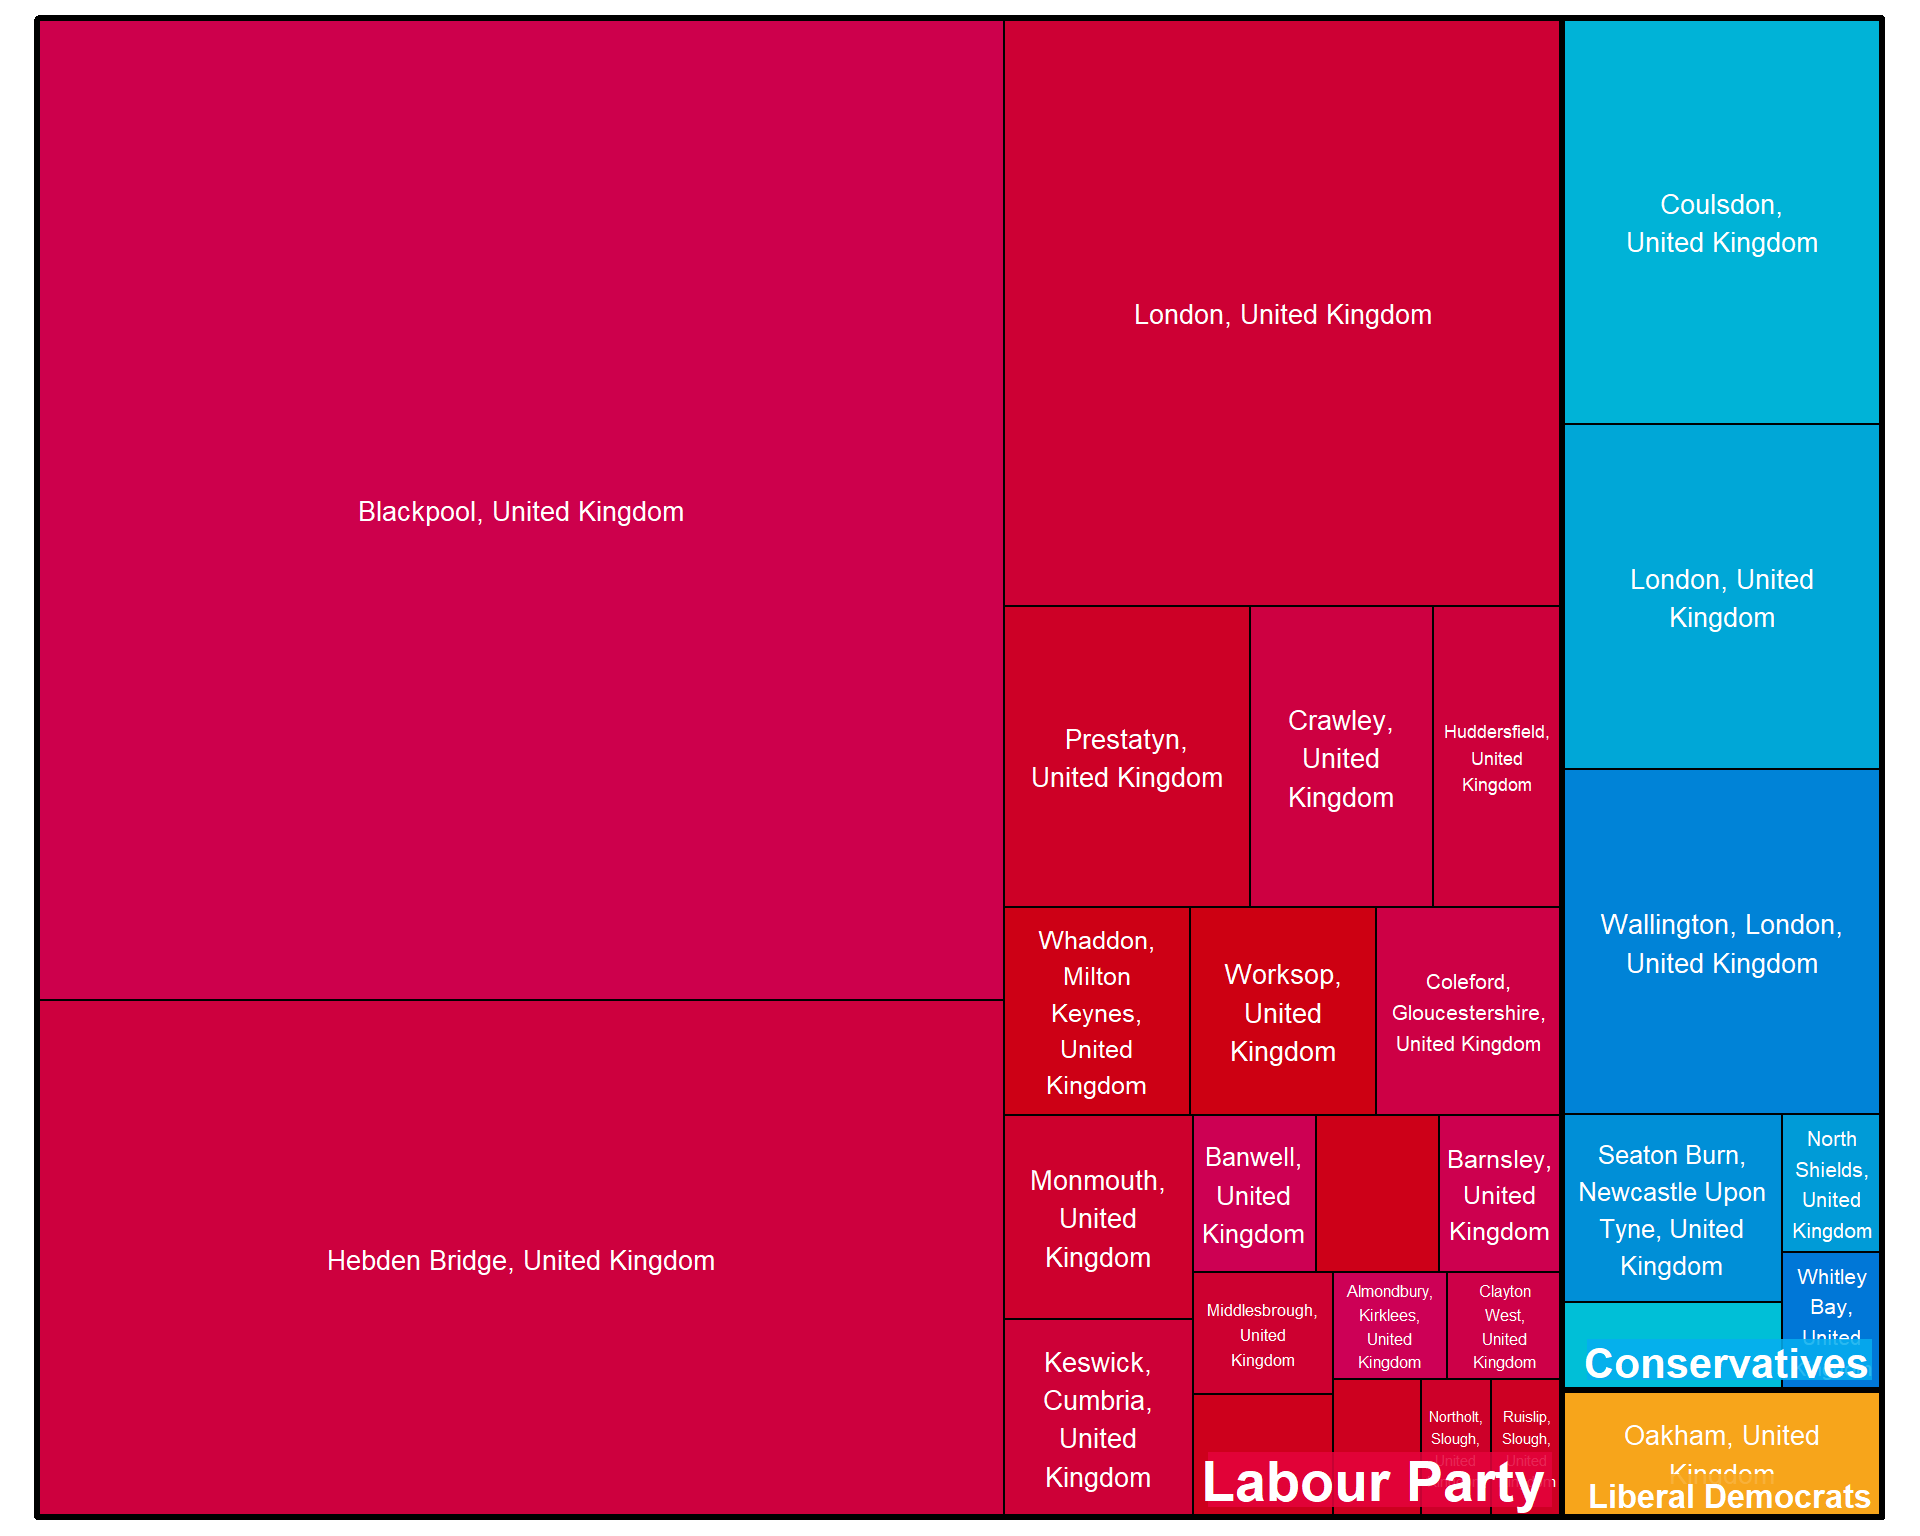 Blackpool, United Kingdom
Hebden Bridge, United Kingdom
London, United Kingdom
Prestatyn,
United Kingdom
Crawley,
United
Kingdom
Huddersfield,
United
Kingdom
Whaddon,
Milton
Keynes,
United
Kingdom
Worksop,
United
Kingdom
Coleford,
Gloucestershire,
United Kingdom
Monmouth,
United
Kingdom
Keswick,
Cumbria,
United
Kingdom
Banwell,
United
Kingdom
Barnsley,
United
Kingdom
Middlesbrough,
United
Kingdom
Almondbury,
Kirklees,
United
Kingdom
Clayton
West,
United
Kingdom
Northolt,
Slough,
United
Ruislip,
Slough,
United
Labour Party
Coulsdon,
United Kingdom
London, United
Kingdom
Wallington, London,
United Kingdom
Seaton Burn,
Newcastle Upon
Tyne, United
Kingdom
North
Shields,
United
Kingdom
Whitley
Bay,
United
Conservatives
Oakham, United
Kingdom
Liberal Democrats